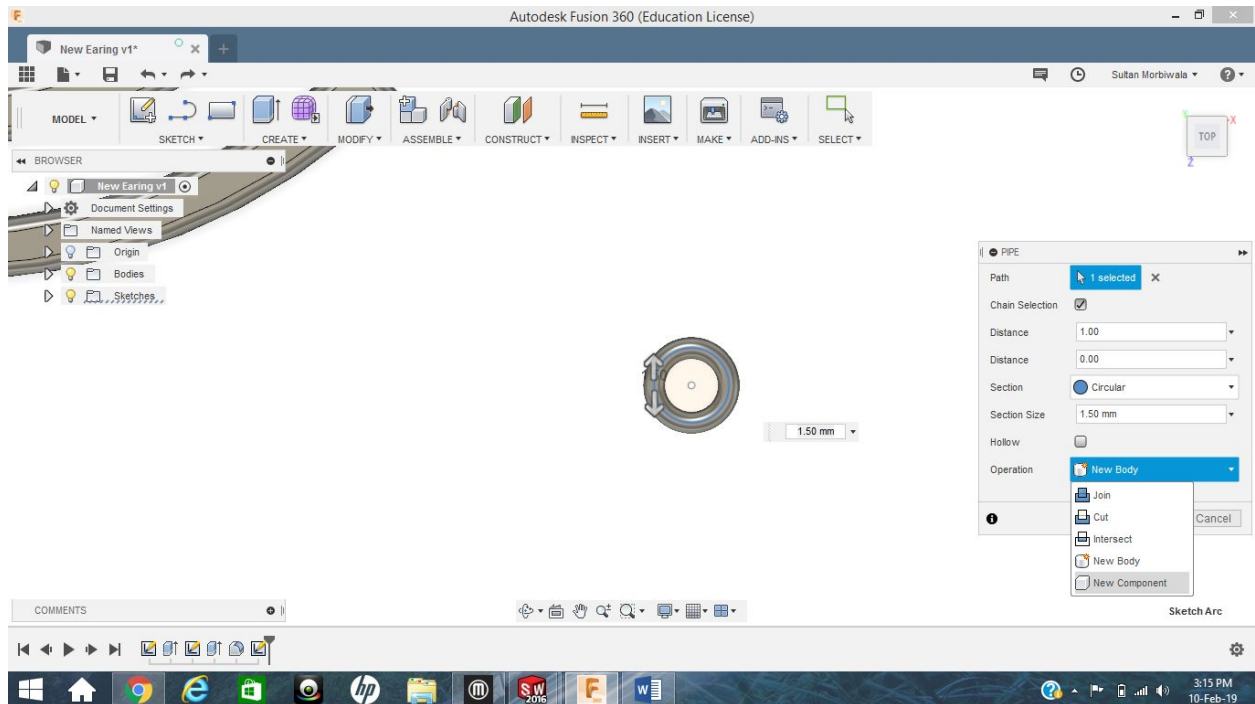 Autodesk Fusion 360 (Education License)
New Earing v1*
Sultan Morbiwala
MODEL
SKETCH
CREATE
MODIFY
ASSEMBLE
CONSTRUCT
INSPECT
INSERT
MAKE
ADD-INS
SELECT
TOP
X
Z
BROWSER
New Earing v1
Document Settings
Named Views
Origin
Bodies
Sketches
PIPE
Path 1 selected
Chain Selection
Distance 1.00
Distance 0.00
Section Circular
Section Size 1.50 mm
Hollow
Operation New Body
Join
Cut
Intersect
New Body
New Component
Cancel
1.50 mm
COMMENTS
Sketch Arc
hp
SW
2016
F
W
3:15 PM
10-Feb-19